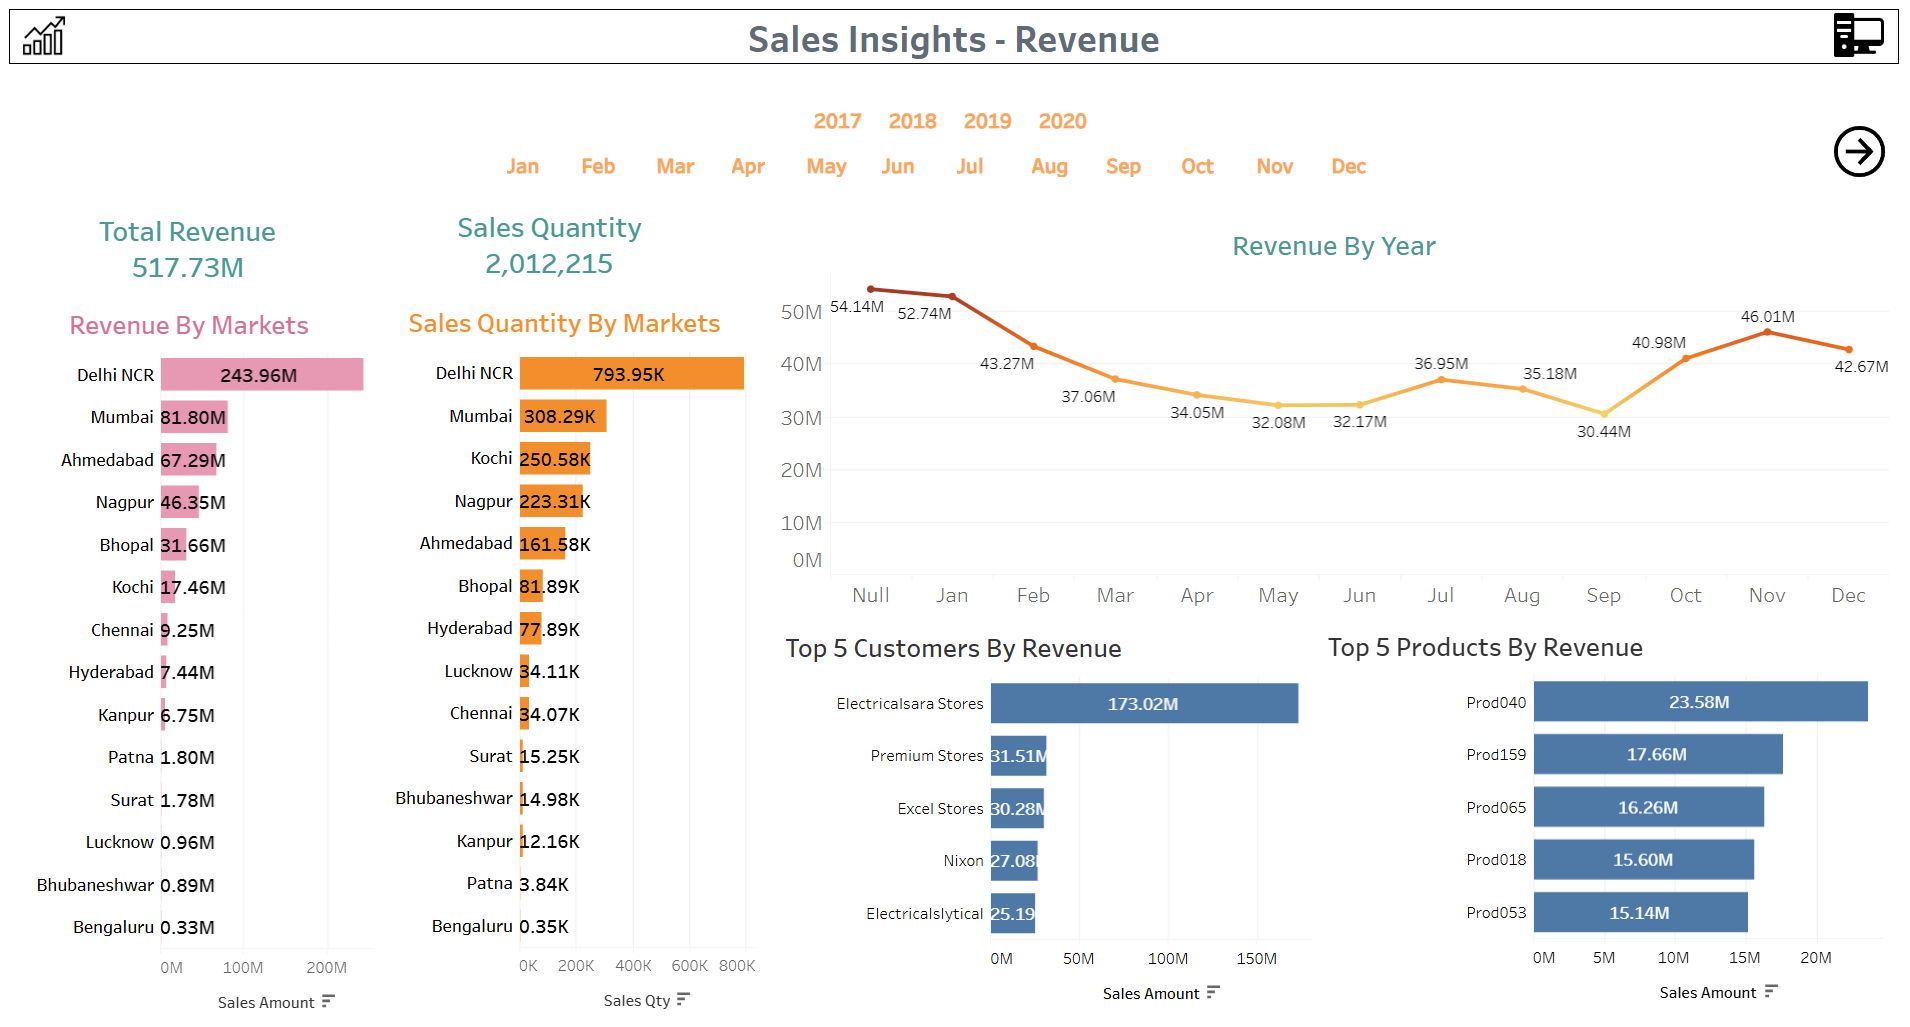 Sales Insights - Revenue
2017 2018 2019 2020
Jan Feb Mar Apr May Jun Jul Aug Sep Oct Nov Dec
Total Revenue
517.73M
Sales Quantity
2,012,215
Revenue By Markets
Delhi NCR 243.96M
Mumbai 81.80M
Ahmedabad 67.29M
Nagpur 46.35M
Bhopal 31.66M
Kochi 17.46M
Chennai 9.25M
Hyderabad 7.44M
Kanpur 6.75M
Patna 1.80M
Surat 1.78M
Lucknow 0.96M
Bhubaneshwar 0.89M
Bengaluru 0.33M
0M 100M 200M
Sales Amount
Sales Quantity By Markets
Delhi NCR 793.95K
Mumbai 308.29K
Kochi 250.58K
Nagpur 223.31K
Ahmedabad 161.58K
Bhopal 81.89K
Hyderabad 77.89K
Lucknow 34.11K
Chennai 34.07K
Surat 15.25K
Bhubaneshwar 14.98K
Kanpur 12.16K
Patna 3.84K
Bengaluru 0.35K
0K 200K 400K 600K 800K
Sales Qty
Revenue By Year
50M
40M
30M
20M
10M
0M
54.14M 52.74M 43.27M 37.06M 34.05M 32.08M 32.17M 36.95M 35.18M 30.44M 40.98M 46.01M 42.67M
Null Jan Feb Mar Apr May Jun Jul Aug Sep Oct Nov Dec
Top 5 Customers By Revenue
Electricalsara Stores 173.02M
Premium Stores 31.51M
Excel Stores 30.28M
Nixon 27.08
Electricalslytical 25.19
0M 50M 100M 150M
Sales Amount
Top 5 Products By Revenue
Prod040 23.58M
Prod159 17.66M
Prod065 16.26M
Prod018 15.60M
Prod053 15.14M
0M 5M 10M 15M 20M
Sales Amount